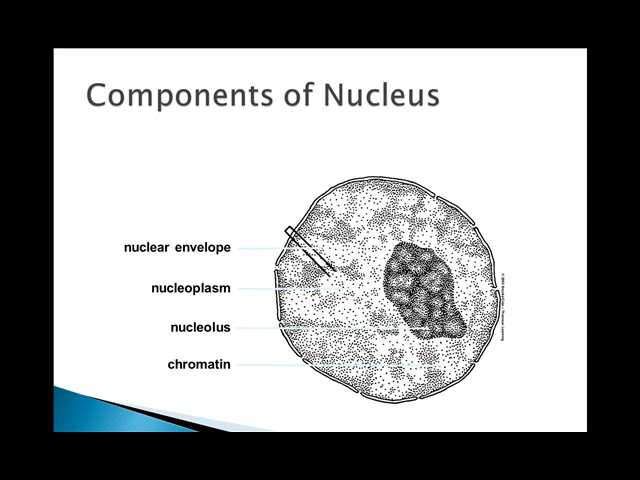 Components of Nucleus
nuclear envelope
nucleoplasm
nucleolus
chromatin